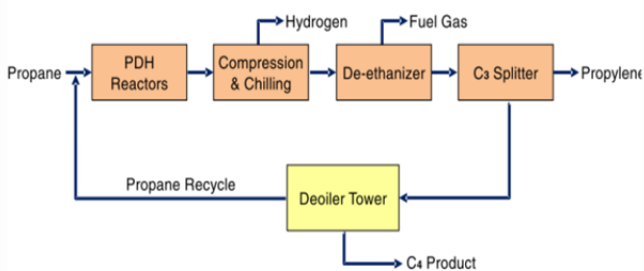 Hydrogen
Fuel Gas
Propane
PDH
Reactors
Compression
& Chilling
De-ethanizer
C₃ Splitter
Propylene
Propane Recycle
Deoiler Tower
C₄ Product